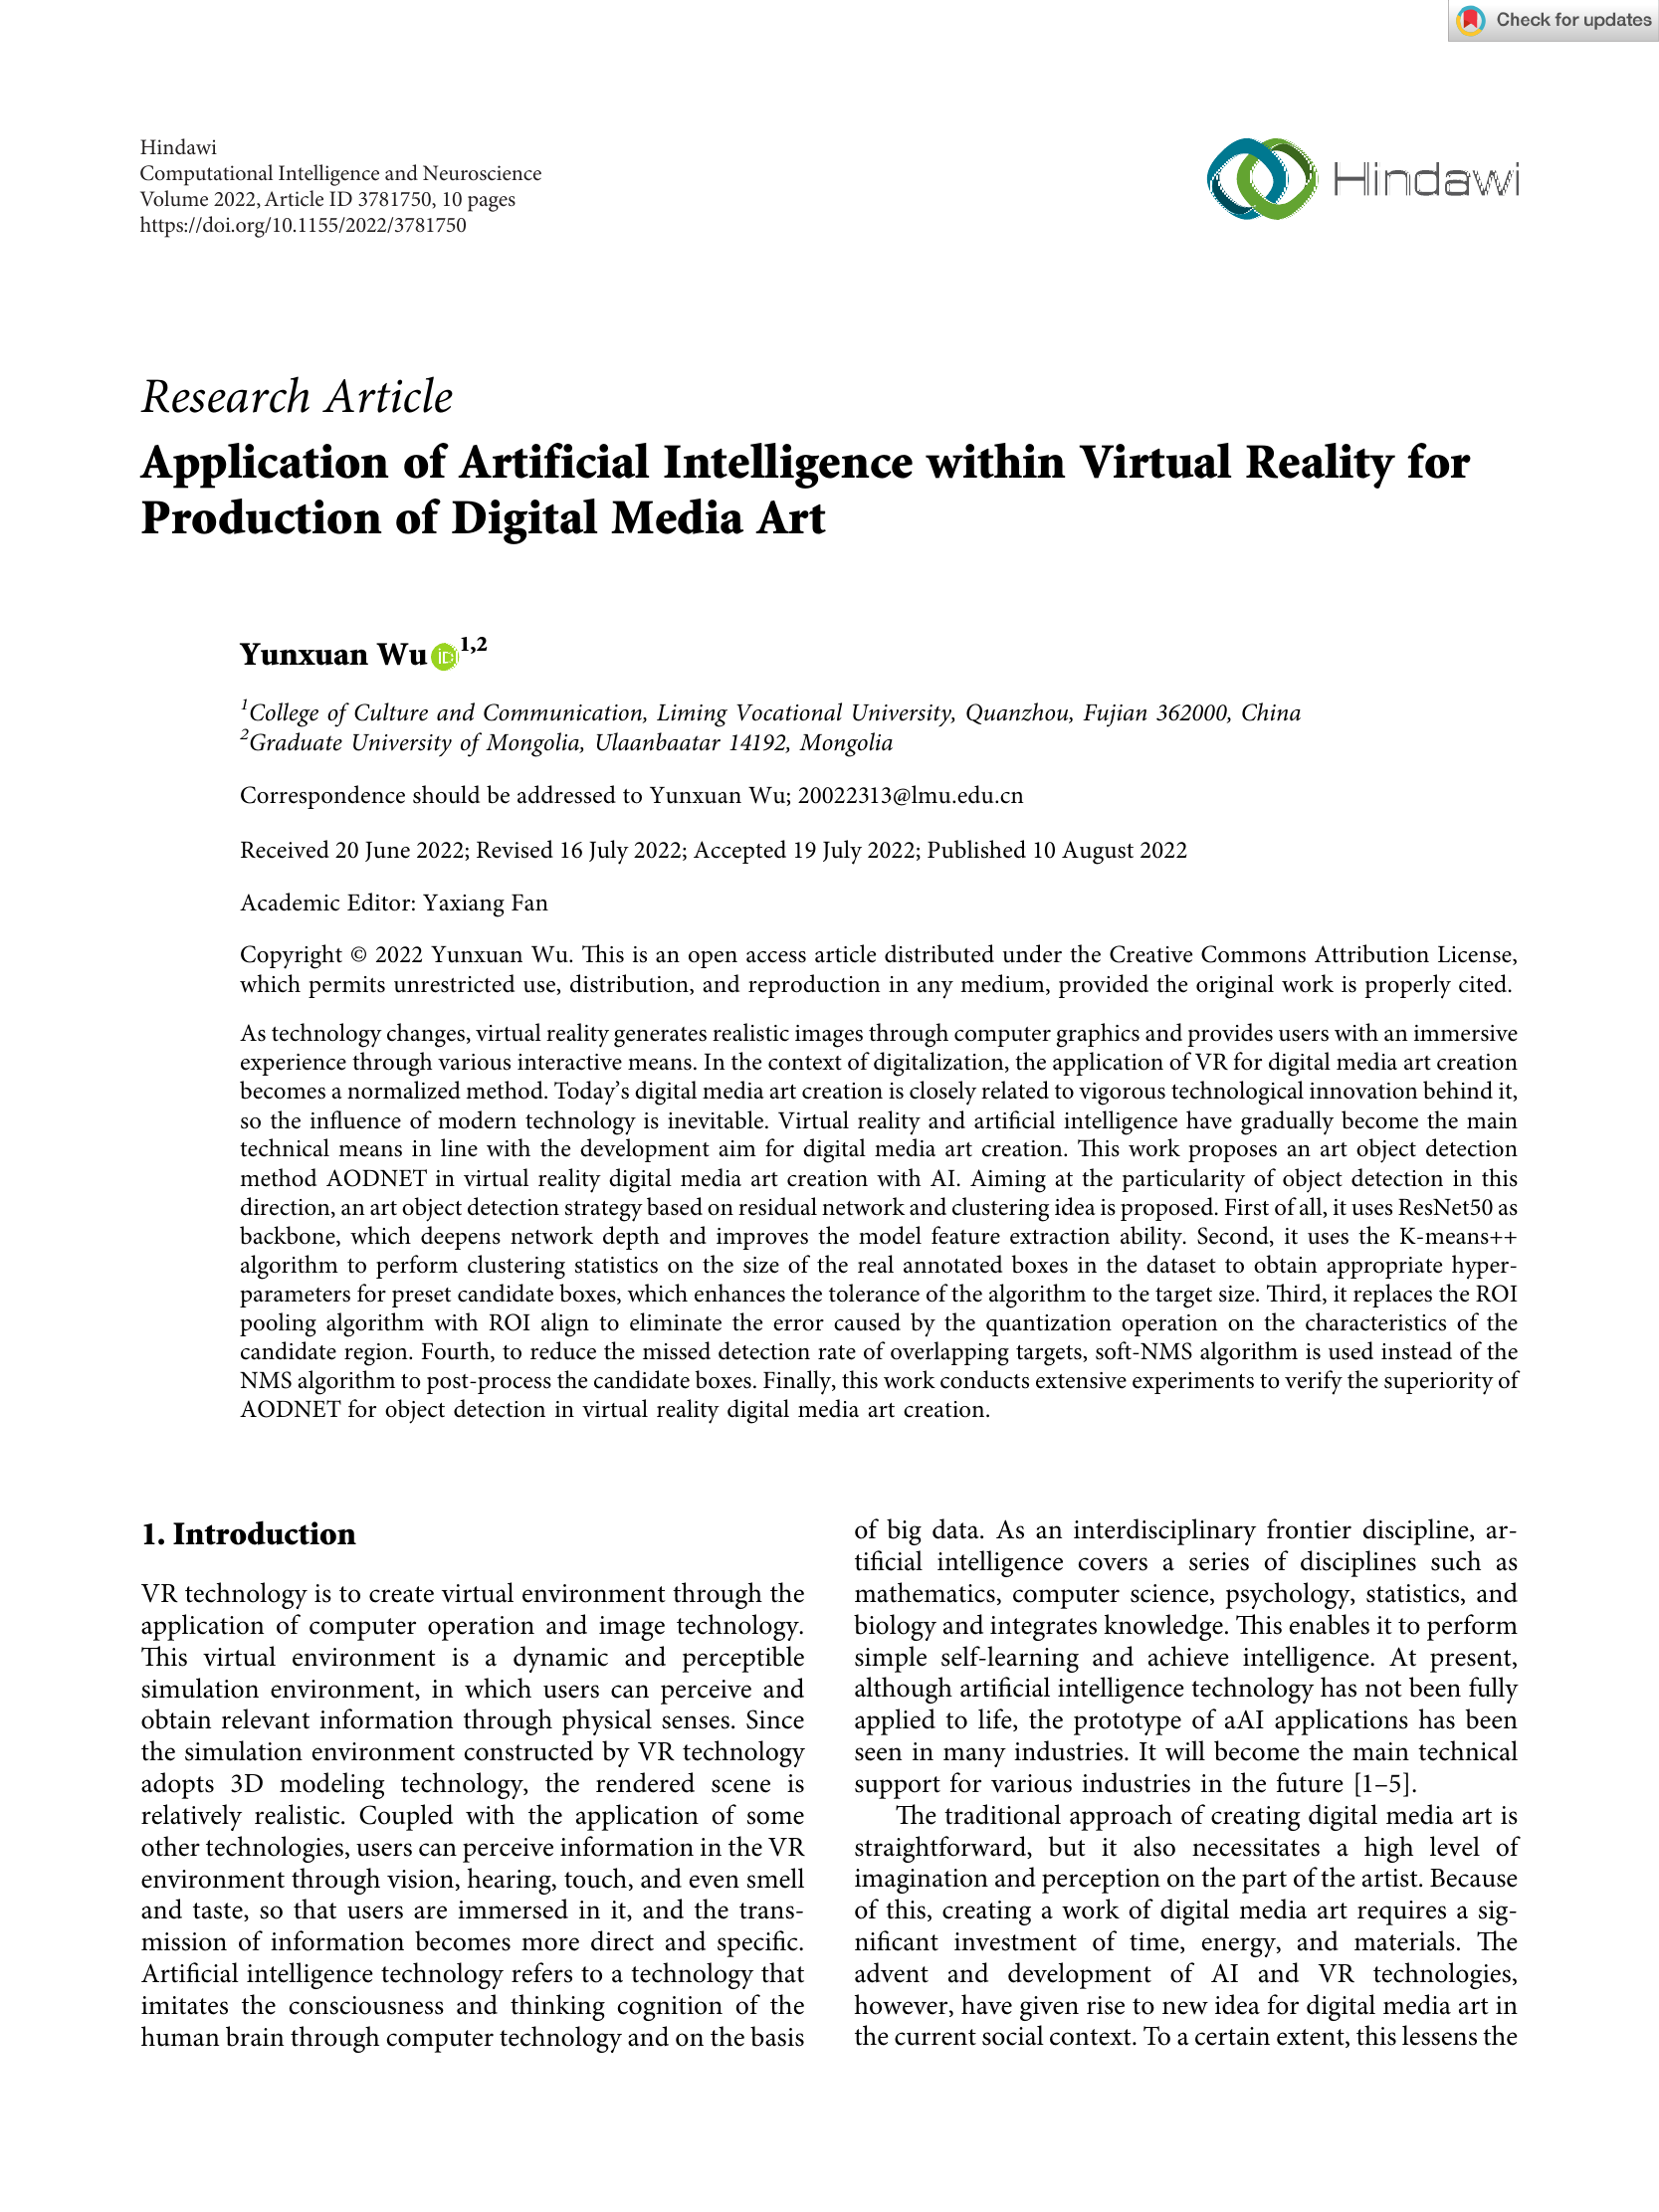 Check for updates
Hindawi
Computational Intelligence and Neuroscience
Volume 2022, Article ID 3781750, 10 pages
https://doi.org/10.1155/2022/3781750
Hindawi
Research Article
Application of Artificial Intelligence within Virtual Reality for
Production of Digital Media Art
Yunxuan Wu iD 1,2
1College of Culture and Communication, Liming Vocational University, Quanzhou, Fujian 362000, China
2Graduate University of Mongolia, Ulaanbaatar 14192, Mongolia
Correspondence should be addressed to Yunxuan Wu; 20022313@lmu.edu.cn
Received 20 June 2022; Revised 16 July 2022; Accepted 19 July 2022; Published 10 August 2022
Academic Editor: Yaxiang Fan
Copyright © 2022 Yunxuan Wu. This is an open access article distributed under the Creative Commons Attribution License,
which permits unrestricted use, distribution, and reproduction in any medium, provided the original work is properly cited.
As technology changes, virtual reality generates realistic images through computer graphics and provides users with an immersive
experience through various interactive means. In the context of digitalization, the application of VR for digital media art creation
becomes a normalized method. Today's digital media art creation is closely related to vigorous technological innovation behind it,
so the influence of modern technology is inevitable. Virtual reality and artificial intelligence have gradually become the main
technical means in line with the development aim for digital media art creation. This work proposes an art object detection
method AODNET in virtual reality digital media art creation with AI. Aiming at the particularity of object detection in this
direction, an art object detection strategy based on residual network and clustering idea is proposed. First of all, it uses ResNet50 as
backbone, which deepens network depth and improves the model feature extraction ability. Second, it uses the K-means++
algorithm to perform clustering statistics on the size of the real annotated boxes in the dataset to obtain appropriate hyper-
parameters for preset candidate boxes, which enhances the tolerance of the algorithm to the target size. Third, it replaces the ROI
pooling algorithm with ROI align to eliminate the error caused by the quantization operation on the characteristics of the
candidate region. Fourth, to reduce the missed detection rate of overlapping targets, soft-NMS algorithm is used instead of the
NMS algorithm to post-process the candidate boxes. Finally, this work conducts extensive experiments to verify the superiority of
AODNET for object detection in virtual reality digital media art creation.
1. Introduction
VR technology is to create virtual environment through the
application of computer operation and image technology.
This virtual environment is a dynamic and perceptible
simulation environment, in which users can perceive and
obtain relevant information through physical senses. Since
the simulation environment constructed by VR technology
adopts 3D modeling technology, the rendered scene is
relatively realistic. Coupled with the application of some
other technologies, users can perceive information in the VR
environment through vision, hearing, touch, and even smell
and taste, so that users are immersed in it, and the trans-
mission of information becomes more direct and specific.
Artificial intelligence technology refers to a technology that
imitates the consciousness and thinking cognition of the
human brain through computer technology and on the basis
of big data. As an interdisciplinary frontier discipline, ar-
tificial intelligence covers a series of disciplines such as
mathematics, computer science, psychology, statistics, and
biology and integrates knowledge. This enables it to perform
simple self-learning and achieve intelligence. At present,
although artificial intelligence technology has not been fully
applied to life, the prototype of aAI applications has been
seen in many industries. It will become the main technical
support for various industries in the future [1–5].
The traditional approach of creating digital media art is
straightforward, but it also necessitates a high level of
imagination and perception on the part of the artist. Because
of this, creating a work of digital media art requires a sig-
nificant investment of time, energy, and materials. The
advent and development of AI and VR technologies,
however, have given rise to new idea for digital media art in
the current social context. To a certain extent, this lessens the